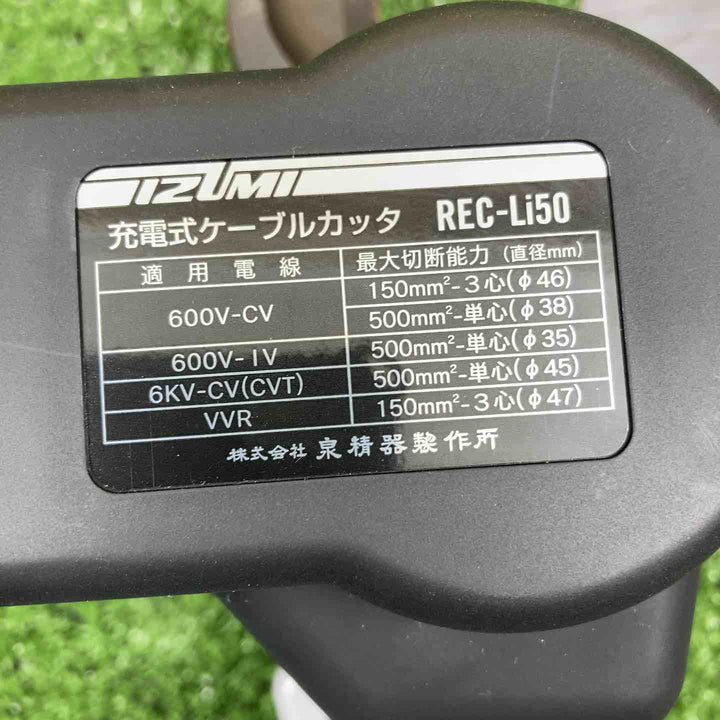 IZUMI
充電式ケーブルカッタ REC-Li50
適用電線 最大切断能力 (直径mm)
600V-CV 150mm²-3心(φ46)
500mm²-単心(φ38)
600V-IV 500mm²-単心(φ35)
6KV-CV(CVT) 500mm²-単心(φ45)
VVR 150mm²-3心(φ47)
株式会社 泉精器製作所